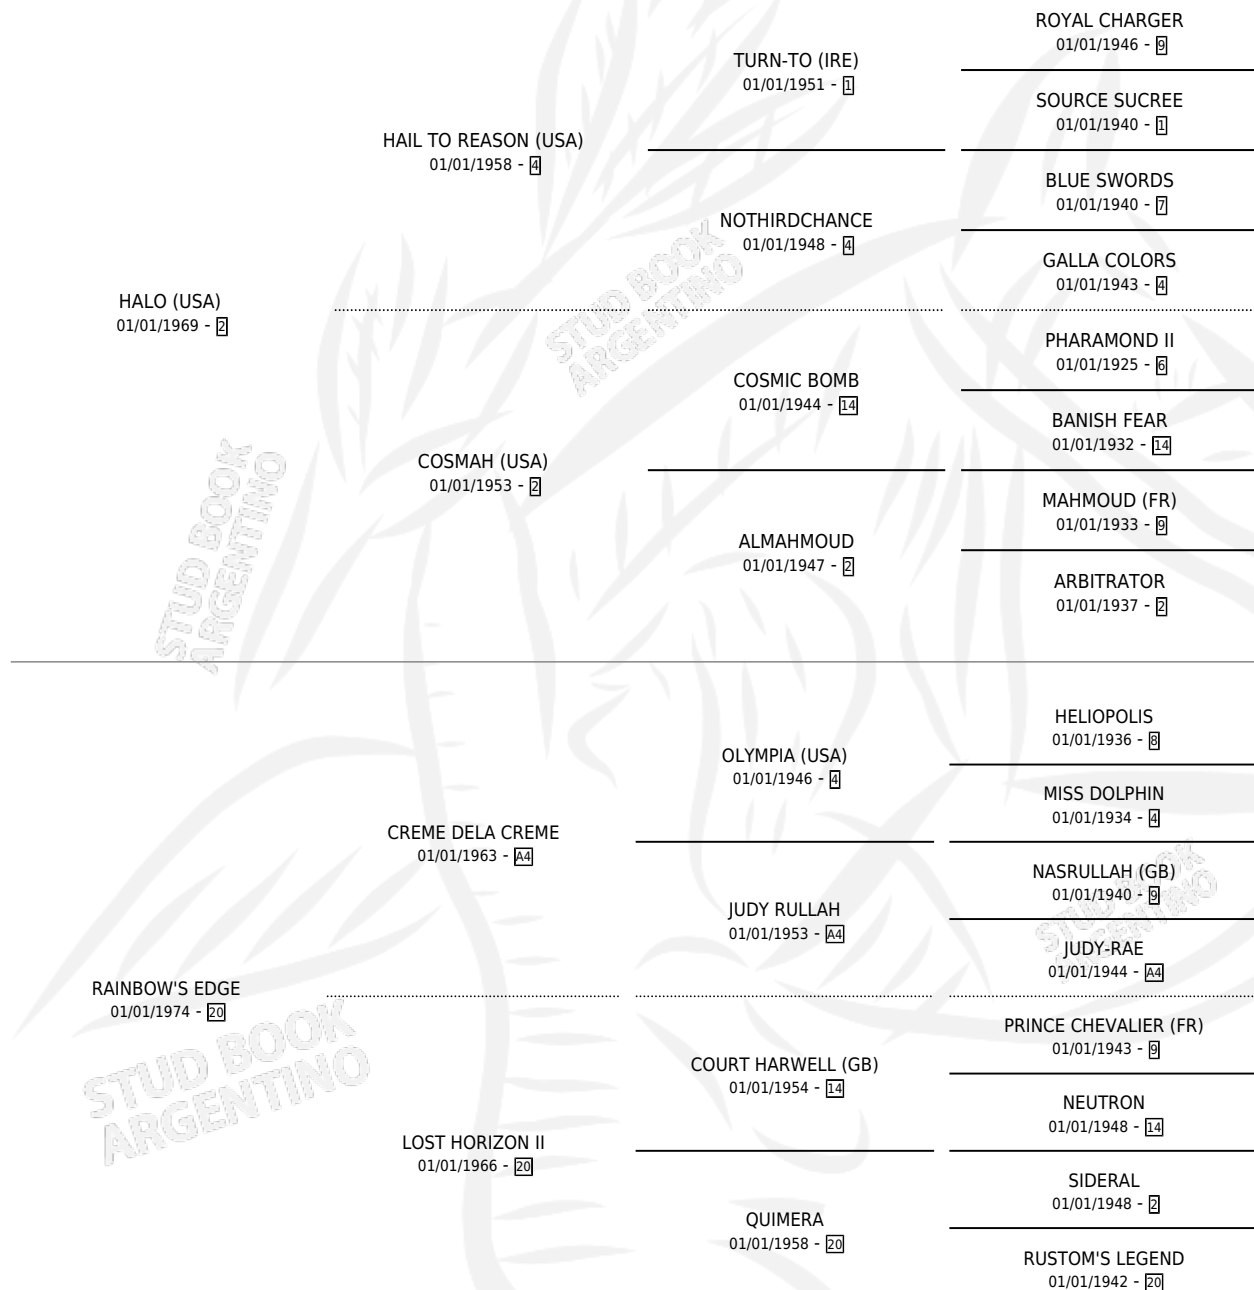 HALO (USA)
01/01/1969 - 2
HAIL TO REASON (USA)
01/01/1958 - 4
TURN-TO (IRE)
01/01/1951 - 1
ROYAL CHARGER
01/01/1946 - 9
SOURCE SUCREE
01/01/1940 - 1
NOTHIRDCHANCE
01/01/1948 - 4
BLUE SWORDS
01/01/1940 - 7
GALLA COLORS
01/01/1943 - 4
COSMAH (USA)
01/01/1953 - 2
COSMIC BOMB
01/01/1944 - 14
PHARAMOND II
01/01/1925 - 6
BANISH FEAR
01/01/1932 - 14
ALMAHMOUD
01/01/1947 - 2
MAHMOUD (FR)
01/01/1933 - 9
ARBITRATOR
01/01/1937 - 2
RAINBOW'S EDGE
01/01/1974 - 20
CREME DELA CREME
01/01/1963 - A4
OLYMPIA (USA)
01/01/1946 - 4
HELIOPOLIS
01/01/1936 - 8
MISS DOLPHIN
01/01/1934 - 4
JUDY RULLAH
01/01/1953 - A4
NASRULLAH (GB)
01/01/1940 - 9
JUDY-RAE
01/01/1944 - A4
LOST HORIZON II
01/01/1966 - 20
COURT HARWELL (GB)
01/01/1954 - 14
PRINCE CHEVALIER (FR)
01/01/1943 - 9
NEUTRON
01/01/1948 - 14
QUIMERA
01/01/1958 - 20
SIDERAL
01/01/1948 - 2
RUSTOM'S LEGEND
01/01/1942 - 20
STUD BOOK
ARGENTINO
STUD BOOK
ARGENTINO
STUD BOOK
ARGENTINO
STUD BOOK
ARGENTINO